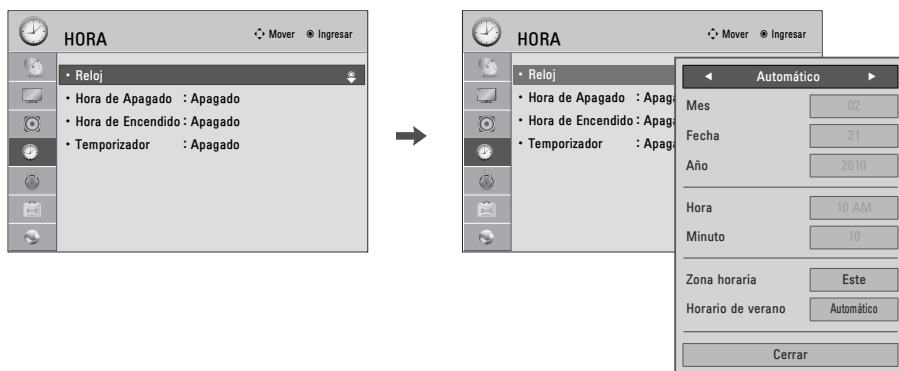 HORA
Mover Ingresar
• Reloj
• Hora de Apagado : Apagado
• Hora de Encendido : Apagado
• Temporizador : Apagado
HORA
Mover Ingresar
• Reloj
• Hora de Apagado : Apaga
• Hora de Encendido : Apaga
• Temporizador : Apaga
◄ Automático ►
Mes 02
Fecha 21
Año 2010
Hora 10 AM
Minuto 10
Zona horaria Este
Horario de verano Automático
Cerrar